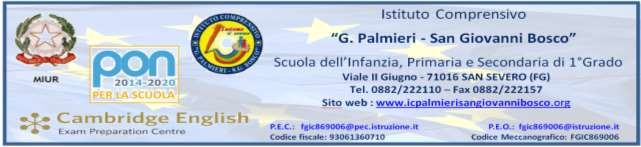 Istituto Comprensivo
"G. Palmieri - San Giovanni Bosco"
Scuola dell'Infanzia, Primaria e Secondaria di 1°Grado
Viale II Giugno - 71016 SAN SEVERO (FG)
Tel. 0882/222110 – Fax 0882/222157
Sito web : www.icpalmierisangiovannibosco.org
MIUR
pon
2014-2020
PER LA SCUOLA
Cambridge English
Exam Preparation Centre
P.E.C.: fgic869006@pec.istruzione.it
P.E.O.: fgic869006@istruzione.it
Codice fiscale: 93061360710
Codice Meccanografico: FGIC869006